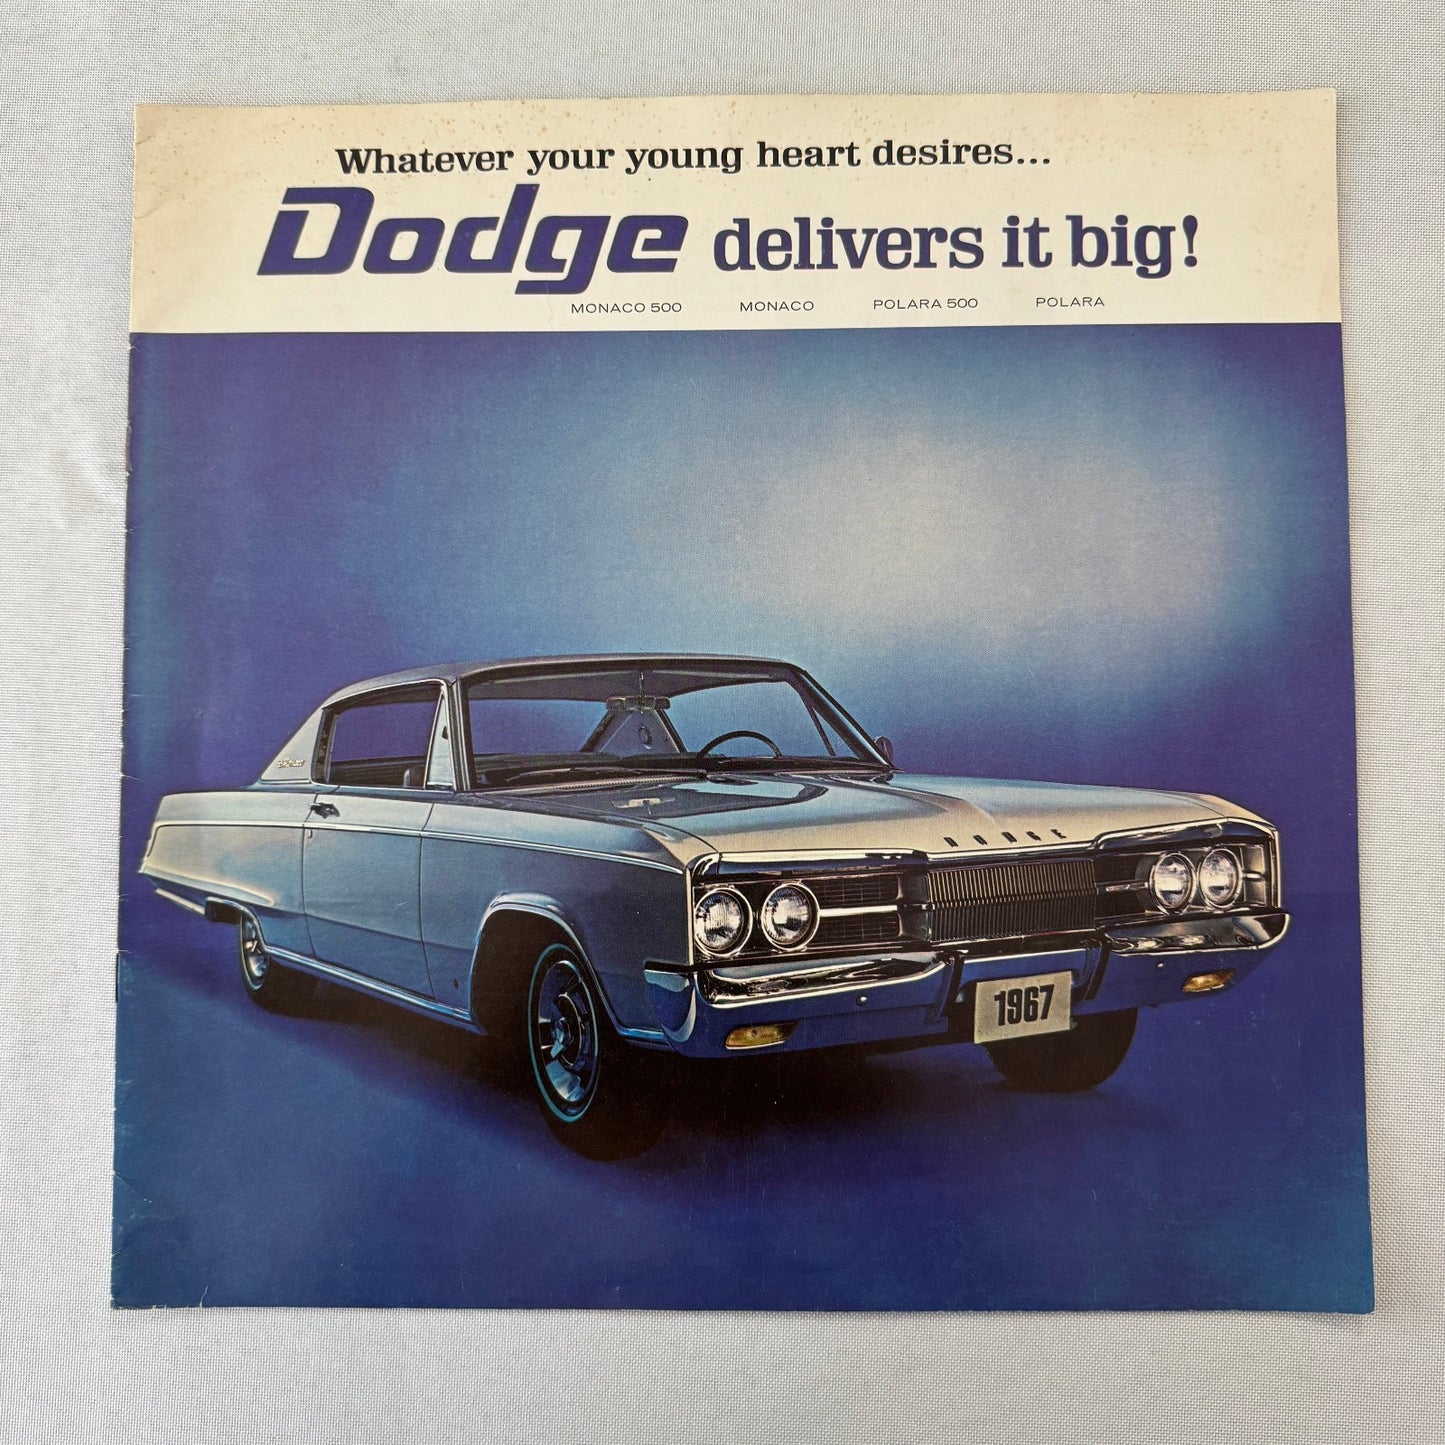 Whatever your young heart desires...
Dodge delivers it big!
MONACO 500 MONACO POLARA 500 POLARA
DODGE
1967